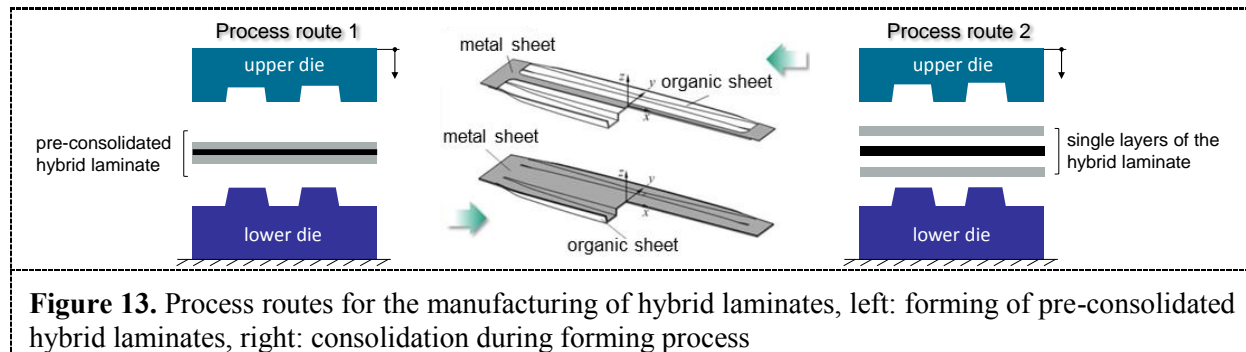 Process route 1
upper die
pre-consolidated
hybrid laminate
lower die
metal sheet
organic sheet
z
y
x
metal sheet
z
y
x
organic sheet
Process route 2
upper die
single layers of the
hybrid laminate
lower die
Figure 13. Process routes for the manufacturing of hybrid laminates, left: forming of pre-consolidated
hybrid laminates, right: consolidation during forming process